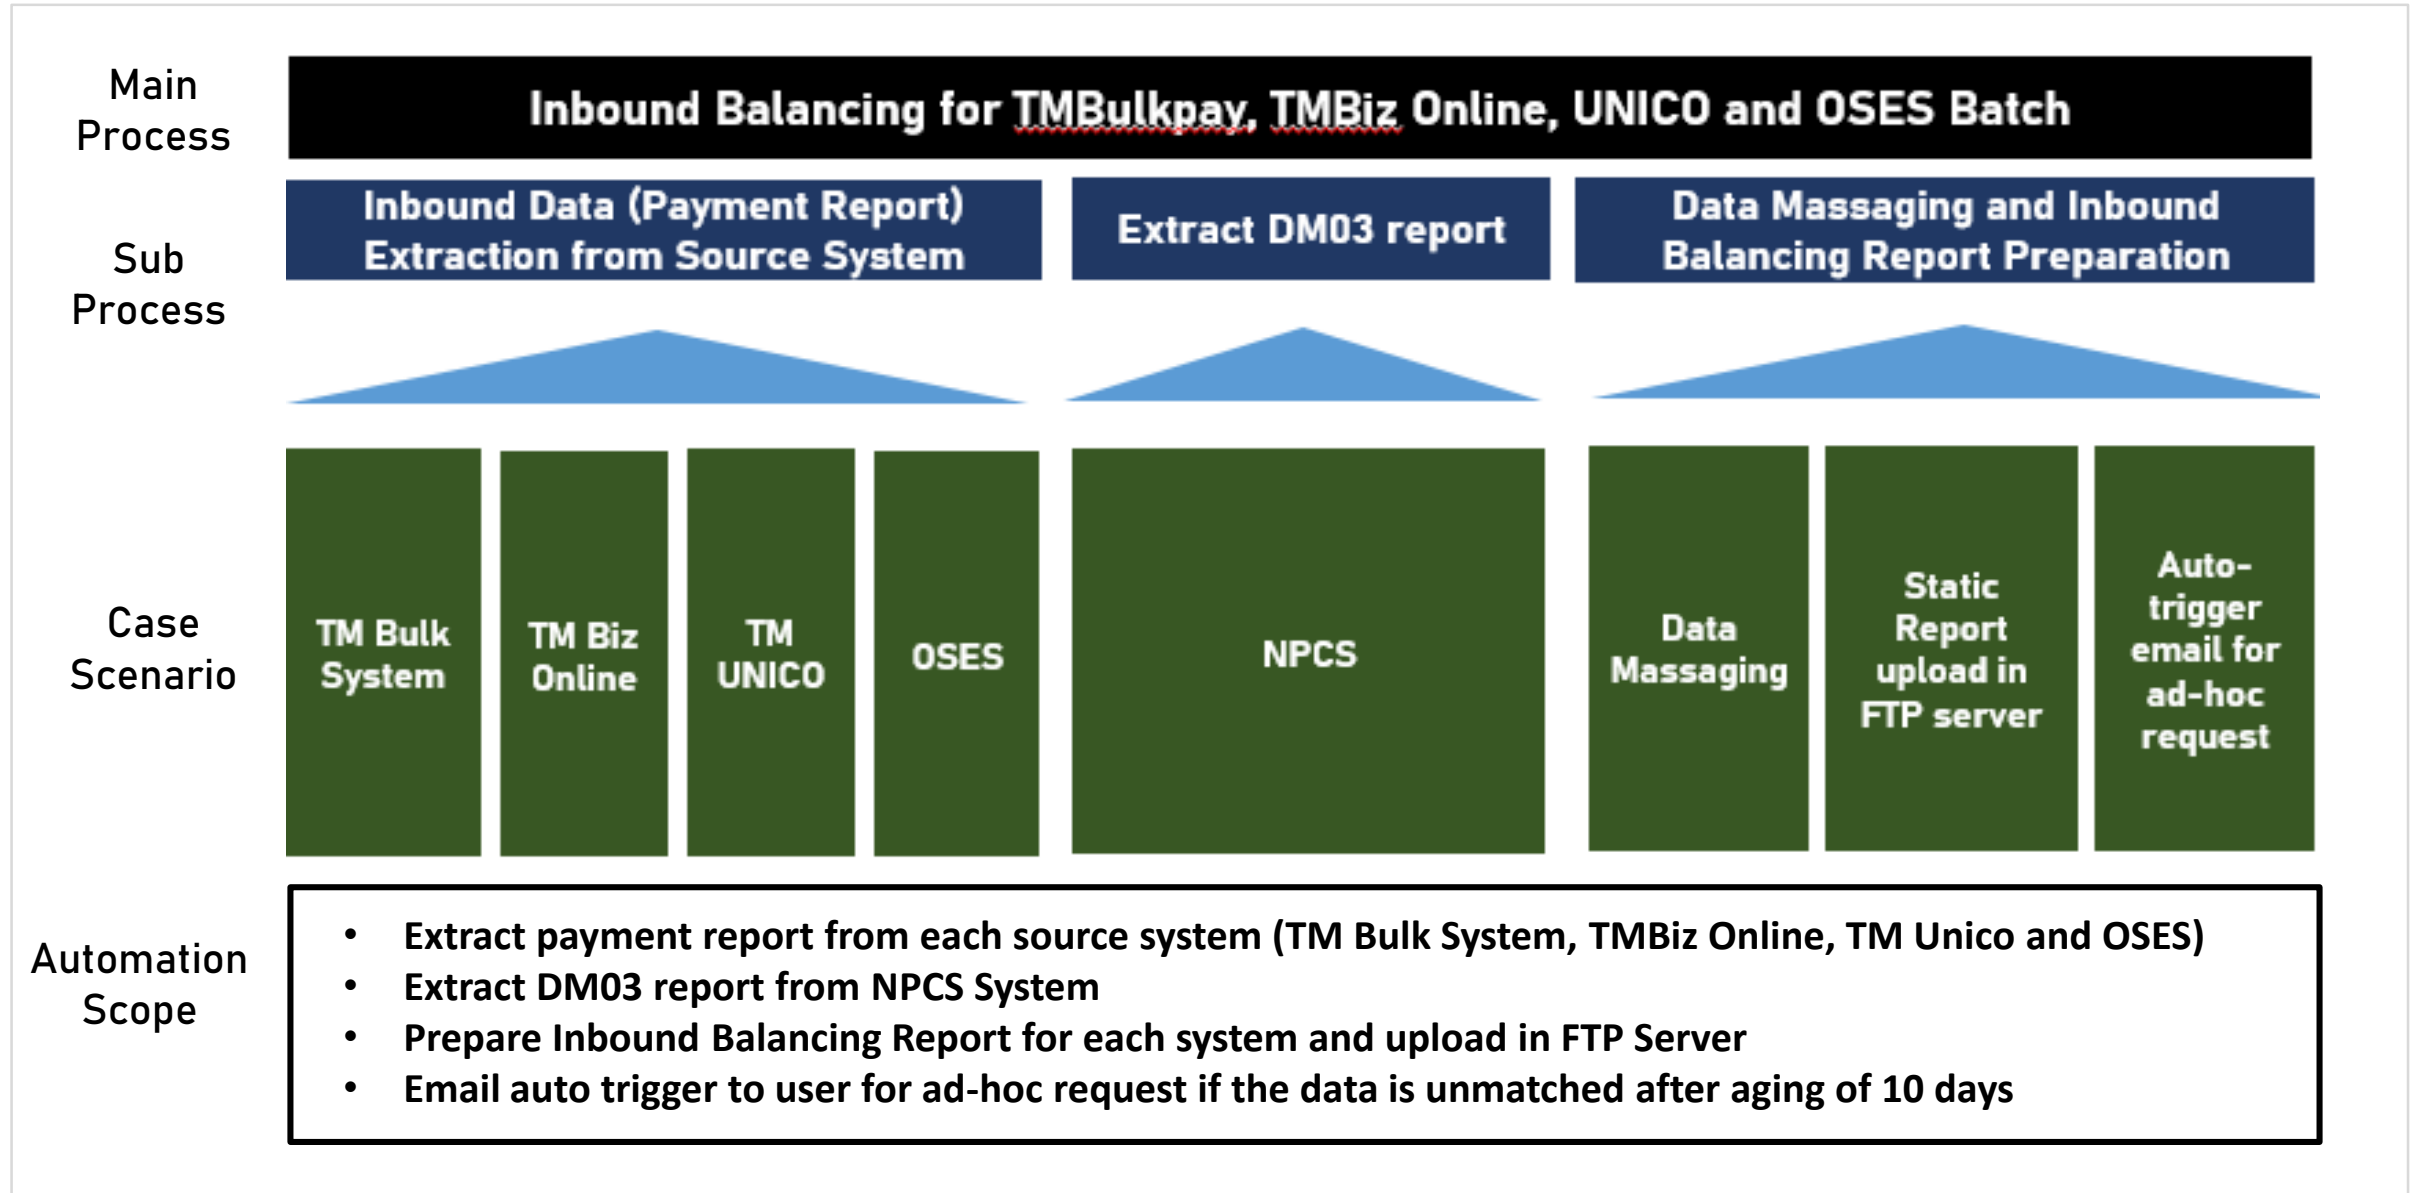 Main
Process
Inbound Balancing for TMBulkpay, TMBiz Online, UNICO and OSES Batch
Sub
Process
Inbound Data (Payment Report)
Extraction from Source System
Extract DM03 report
Data Massaging and Inbound
Balancing Report Preparation
Case
Scenario
TM Bulk
System
TM Biz
Online
TM
UNICO
OSES
NPCS
Data
Massaging
Static
Report
upload in
FTP server
Auto-
trigger
email for
ad-hoc
request
Automation
Scope
• Extract payment report from each source system (TM Bulk System, TMBiz Online, TM Unico and OSES)
• Extract DM03 report from NPCS System
• Prepare Inbound Balancing Report for each system and upload in FTP Server
• Email auto trigger to user for ad-hoc request if the data is unmatched after aging of 10 days